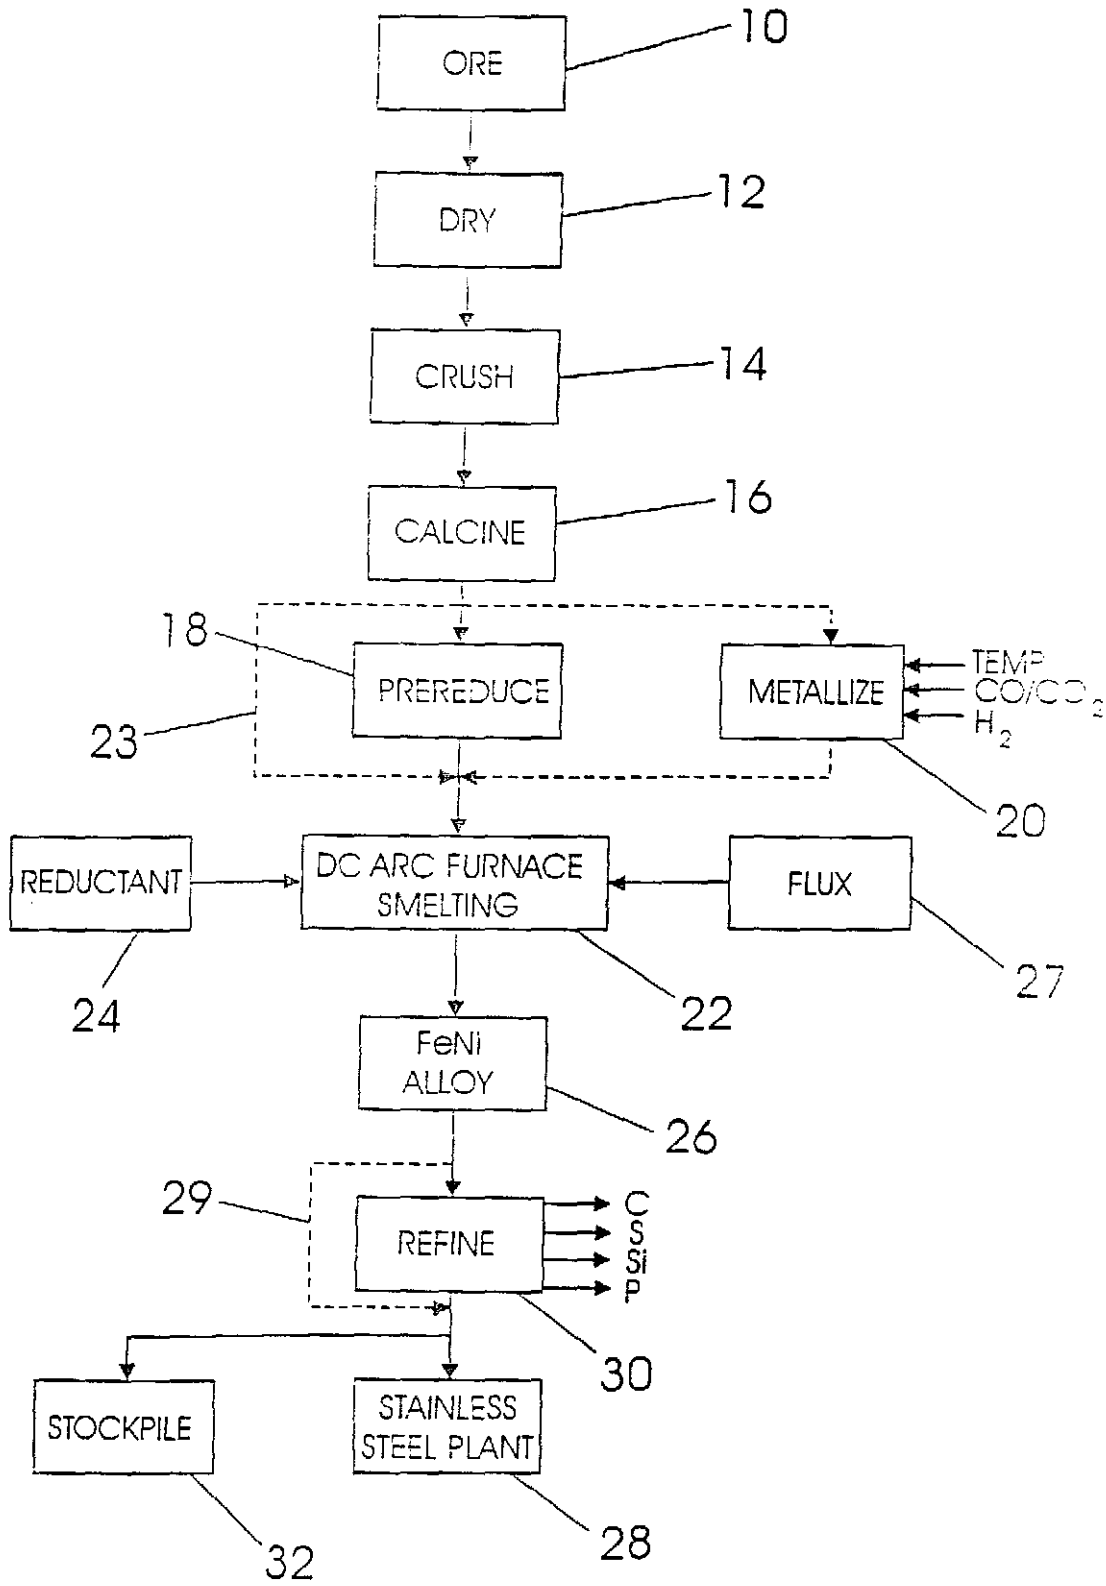 10
ORE
12
DRY
14
CRUSH
16
CALCINE
18
PREREDUCE
METALLIZE
TEMP
CO/CO₂
H₂
23
20
REDUCTANT
DC ARC FURNACE
SMELTING
FLUX
24
22
27
FeNi
ALLOY
26
29
REFINE
C
S
Si
P
30
STOCKPILE
STAINLESS
STEEL PLANT
32
28